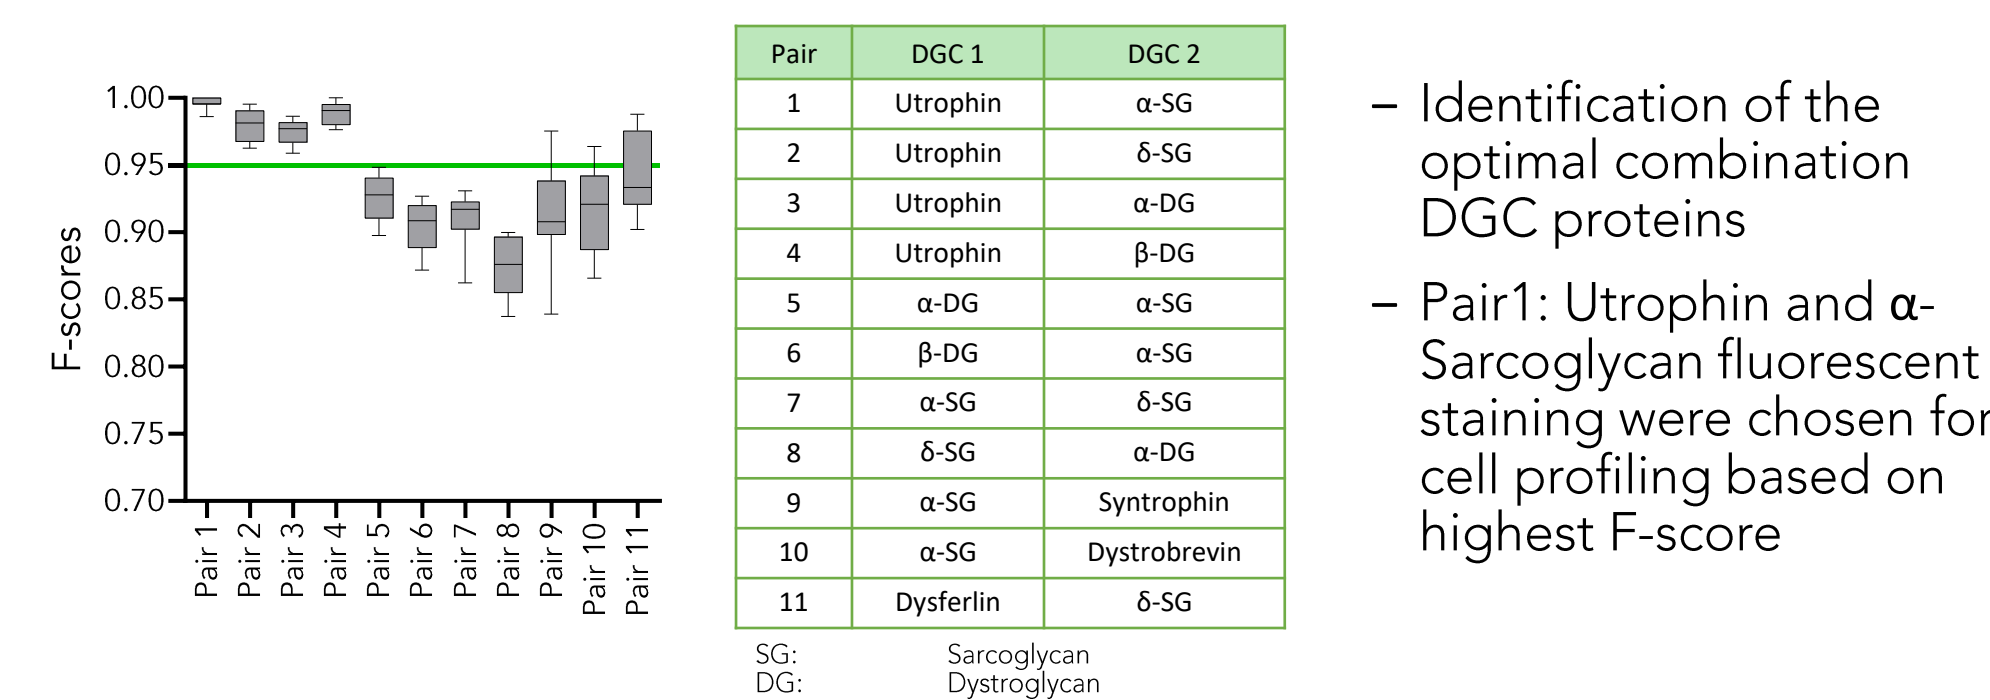 1.00
0.95
0.90
0.85
0.80
0.75
0.70
F-scores
Pair 1
Pair 2
Pair 3
Pair 4
Pair 5
Pair 6
Pair 7
Pair 8
Pair 9
Pair 10
Pair 11
Pair DGC 1 DGC 2
1 Utrophin α-SG
2 Utrophin δ-SG
3 Utrophin α-DG
4 Utrophin β-DG
5 α-DG α-SG
6 β-DG α-SG
7 α-SG δ-SG
8 δ-SG α-DG
9 α-SG Syntrophin
10 α-SG Dystrobrevin
11 Dysferlin δ-SG
SG: Sarcoglycan
DG: Dystroglycan
– Identification of the
optimal combination
DGC proteins
– Pair1: Utrophin and α-
Sarcoglycan fluorescent
staining were chosen for
cell profiling based on
highest F-score